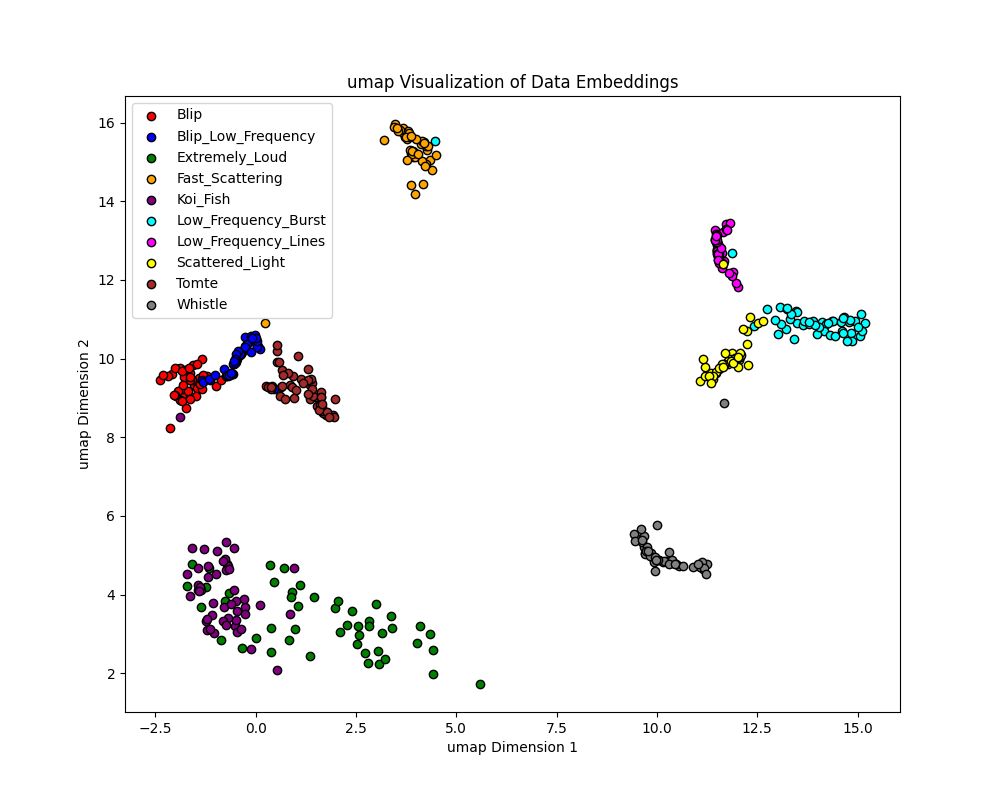 umap Visualization of Data Embeddings
Blip
Blip_Low_Frequency
Extremely_Loud
Fast_Scattering
Koi_Fish
Low_Frequency_Burst
Low_Frequency_Lines
Scattered_Light
Tomte
Whistle
umap Dimension 2
16
14
12
10
8
6
4
2
−2.5 0.0 2.5 5.0 7.5 10.0 12.5 15.0
umap Dimension 1